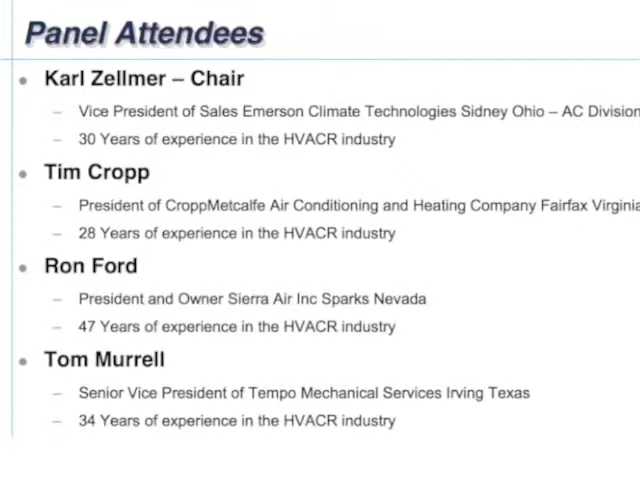 Panel Attendees
Karl Zellmer – Chair
– Vice President of Sales Emerson Climate Technologies Sidney Ohio – AC Division
– 30 Years of experience in the HVACR industry
Tim Cropp
– President of CroppMetcalfe Air Conditioning and Heating Company Fairfax Virginia
– 28 Years of experience in the HVACR industry
Ron Ford
– President and Owner Sierra Air Inc Sparks Nevada
– 47 Years of experience in the HVACR industry
Tom Murrell
– Senior Vice President of Tempo Mechanical Services Irving Texas
– 34 Years of experience in the HVACR industry